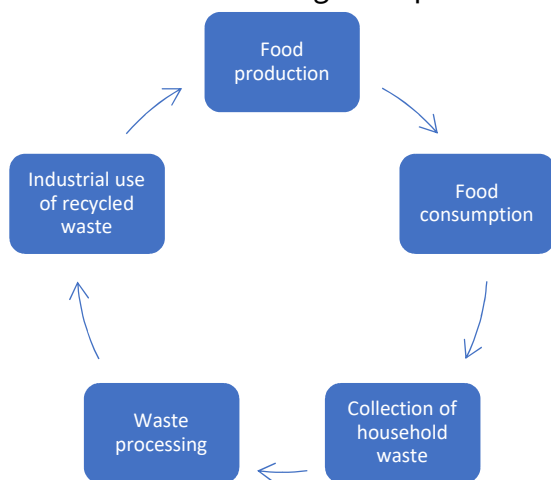 Food
production
Food
consumption
Collection of
household
waste
Waste
processing
Industrial use
of recycled
waste